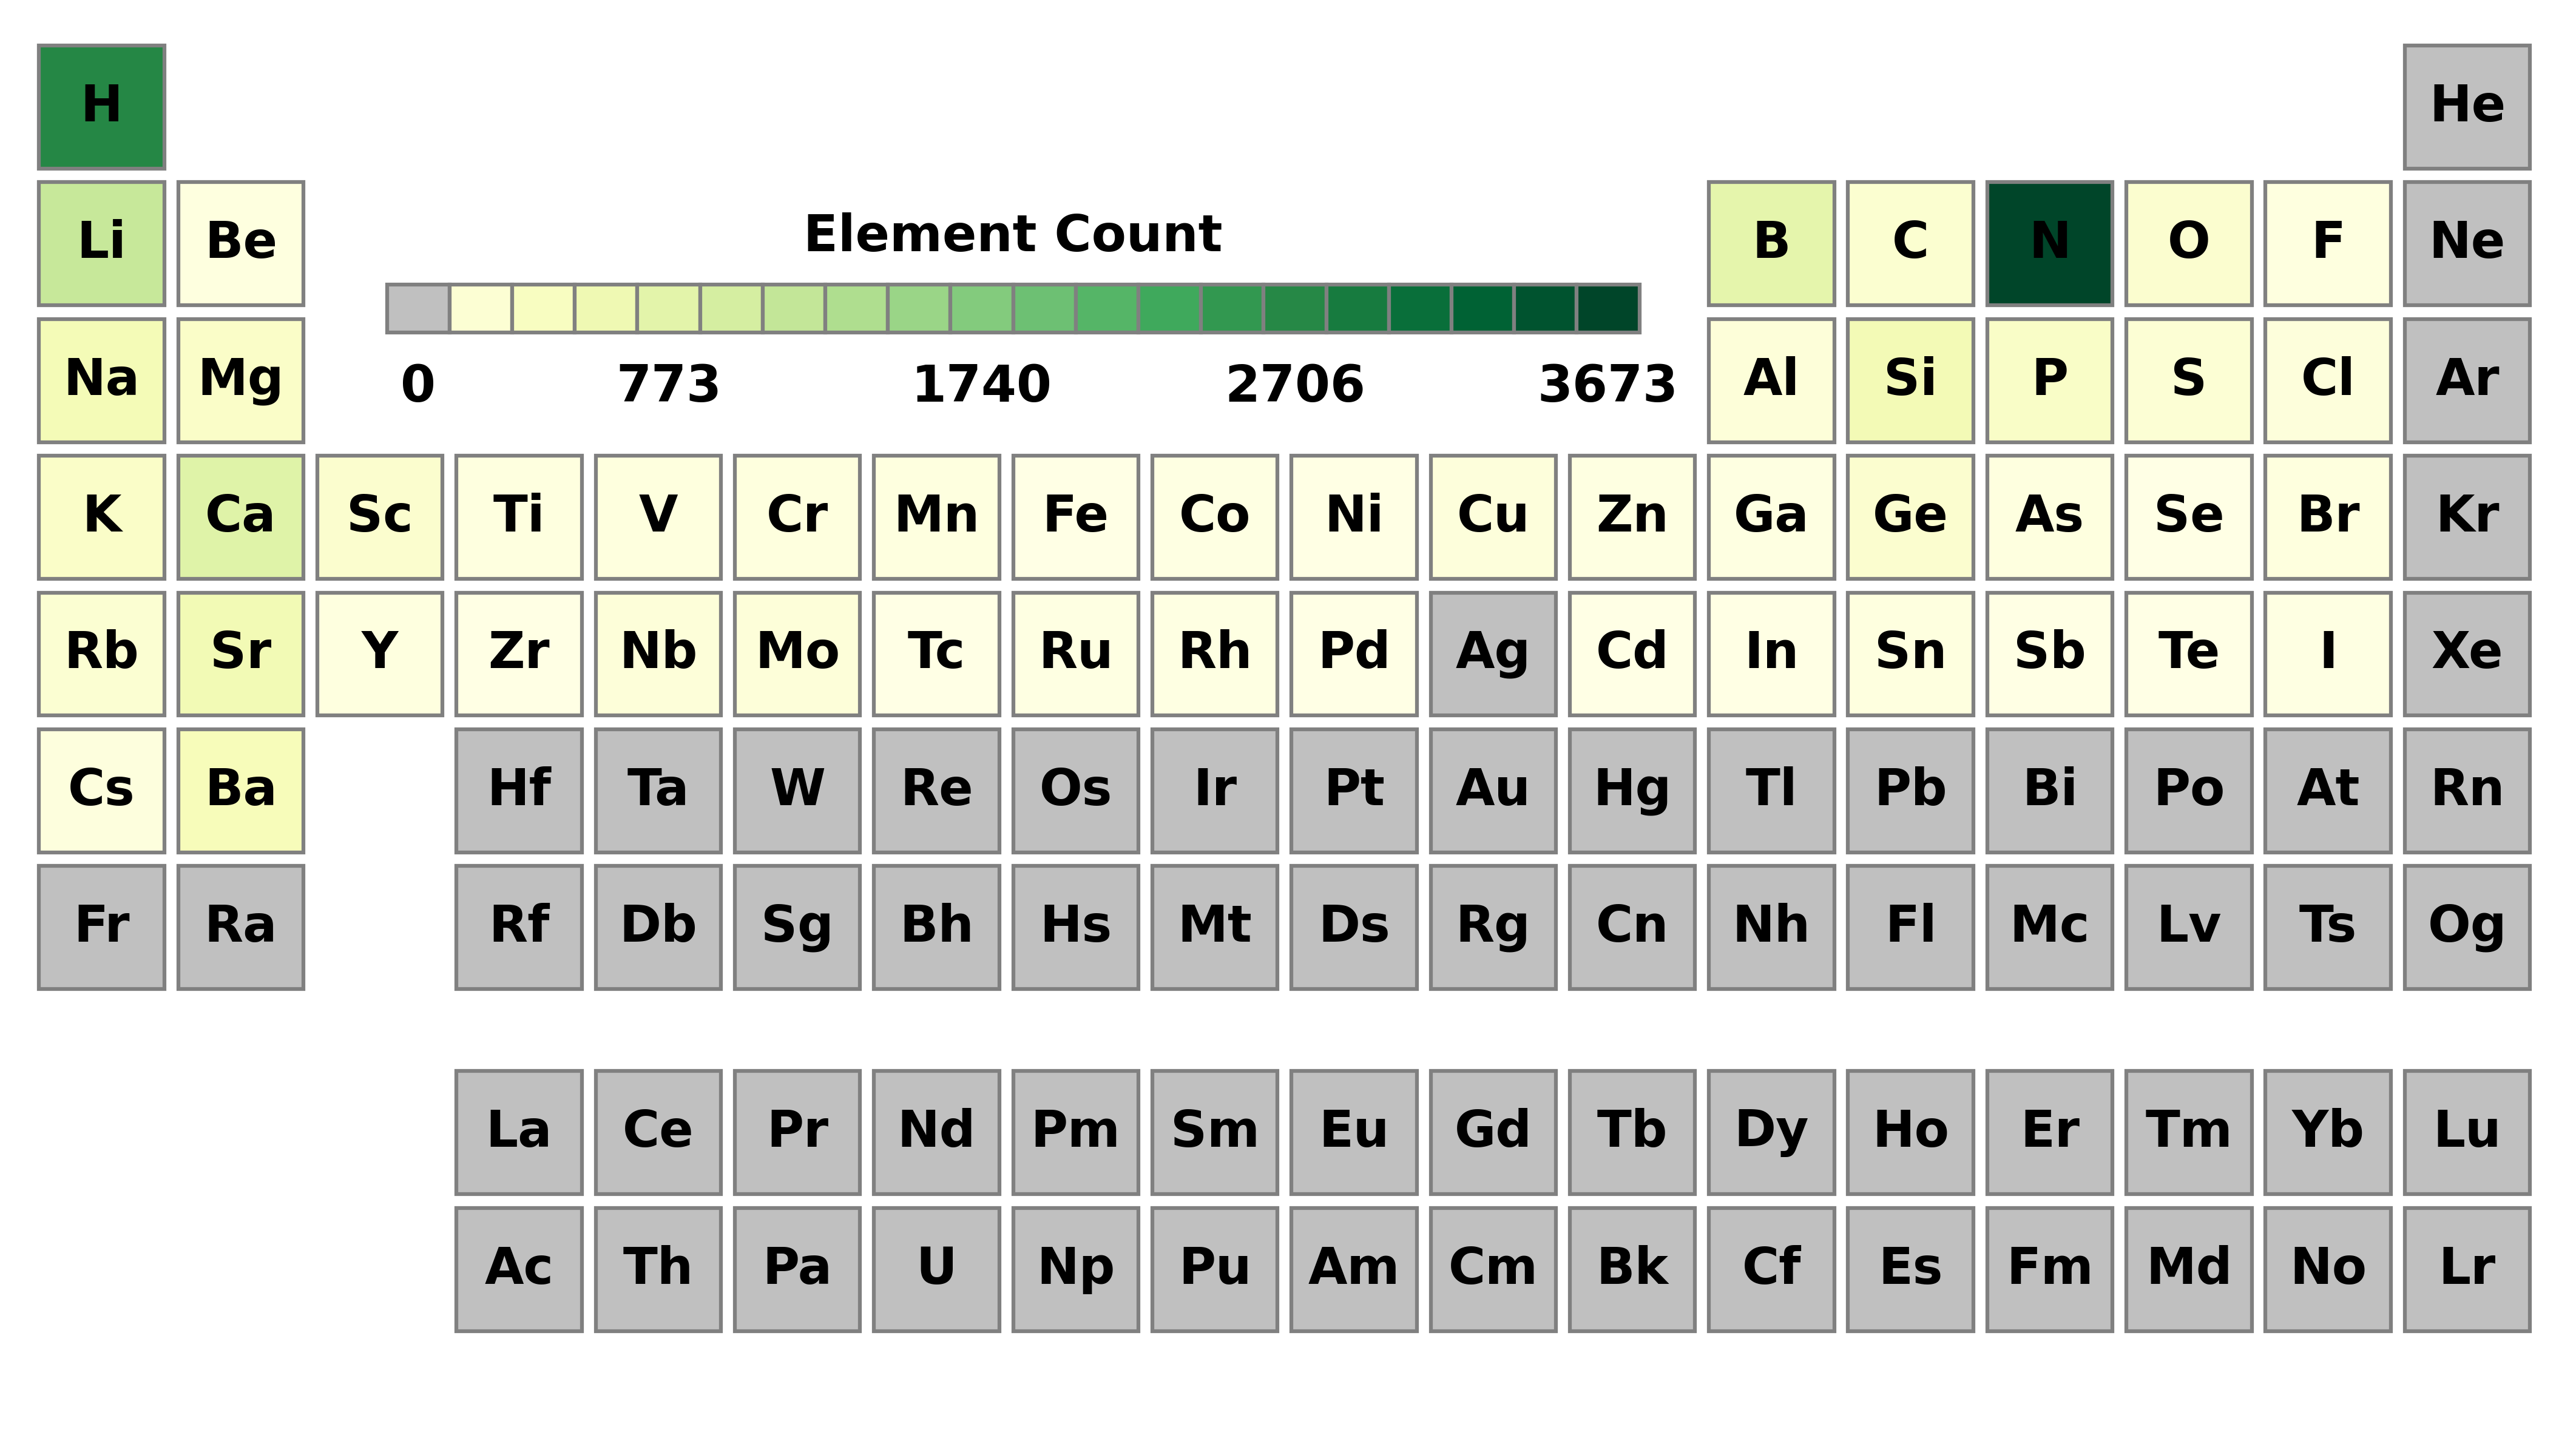 H He
Li Be B C N O F Ne
Element Count
0 773 1740 2706 3673
Na Mg Al Si P S Cl Ar
K Ca Sc Ti V Cr Mn Fe Co Ni Cu Zn Ga Ge As Se Br Kr
Rb Sr Y Zr Nb Mo Tc Ru Rh Pd Ag Cd In Sn Sb Te I Xe
Cs Ba Hf Ta W Re Os Ir Pt Au Hg Tl Pb Bi Po At Rn
Fr Ra Rf Db Sg Bh Hs Mt Ds Rg Cn Nh Fl Mc Lv Ts Og
La Ce Pr Nd Pm Sm Eu Gd Tb Dy Ho Er Tm Yb Lu
Ac Th Pa U Np Pu Am Cm Bk Cf Es Fm Md No Lr